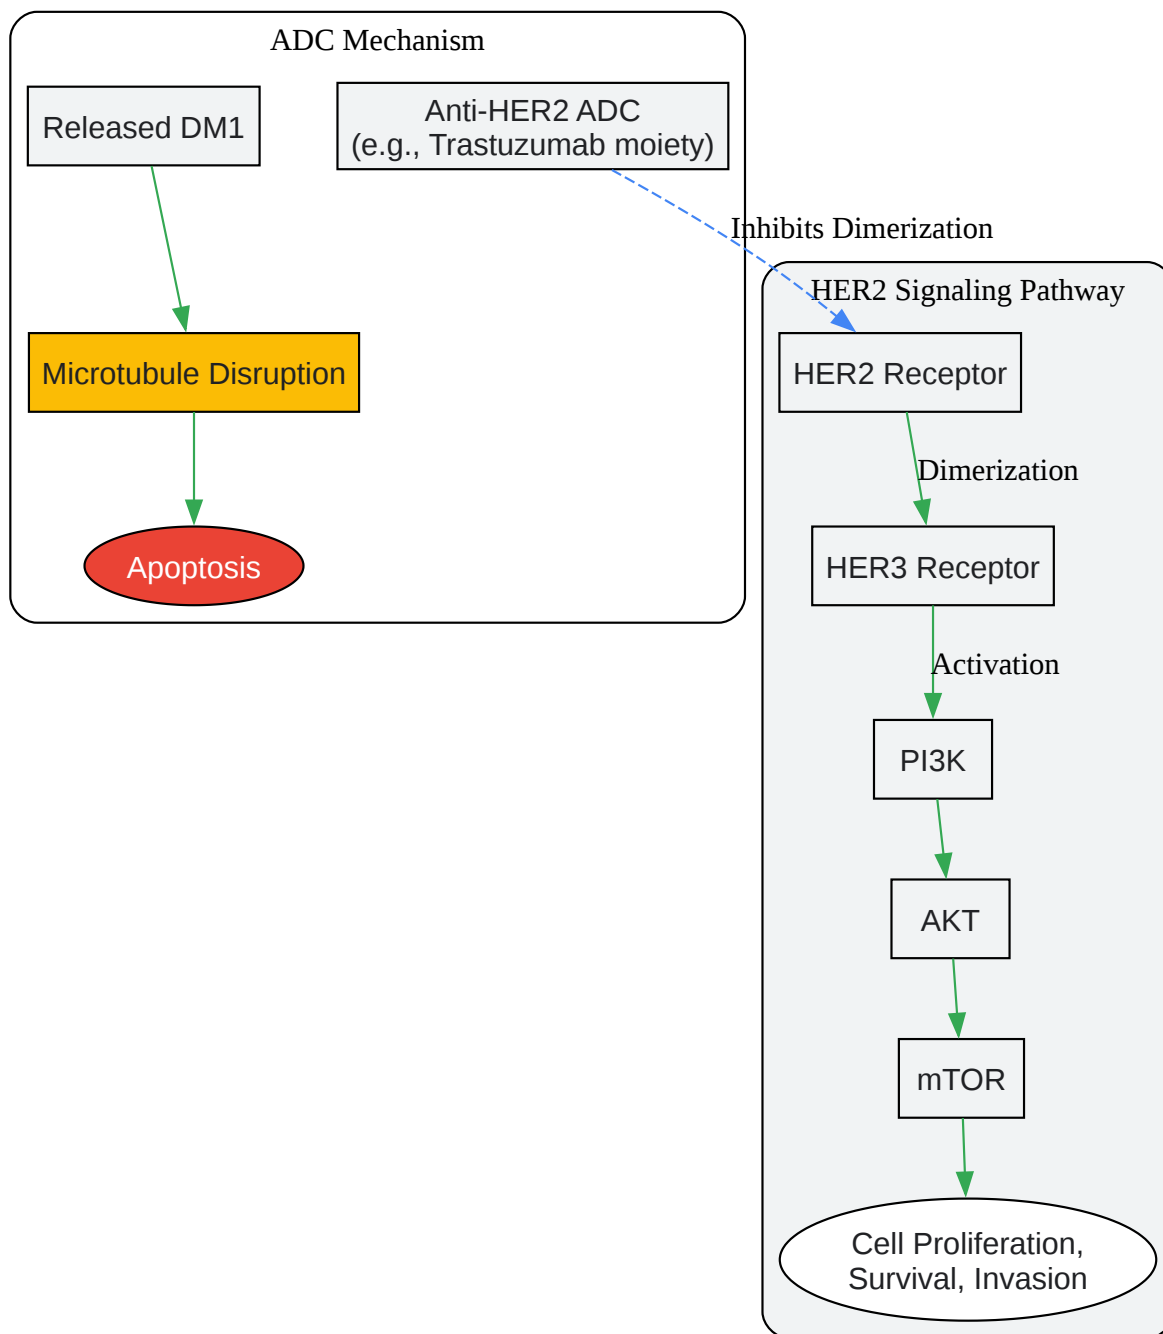 ADC Mechanism
Released DM1
Anti-HER2 ADC
(e.g., Trastuzumab moiety)
Inhibits Dimerization
HER2 Signaling Pathway
Microtubule Disruption
HER2 Receptor
Dimerization
Apoptosis
HER3 Receptor
Activation
PI3K
AKT
mTOR
Cell Proliferation,
Survival, Invasion